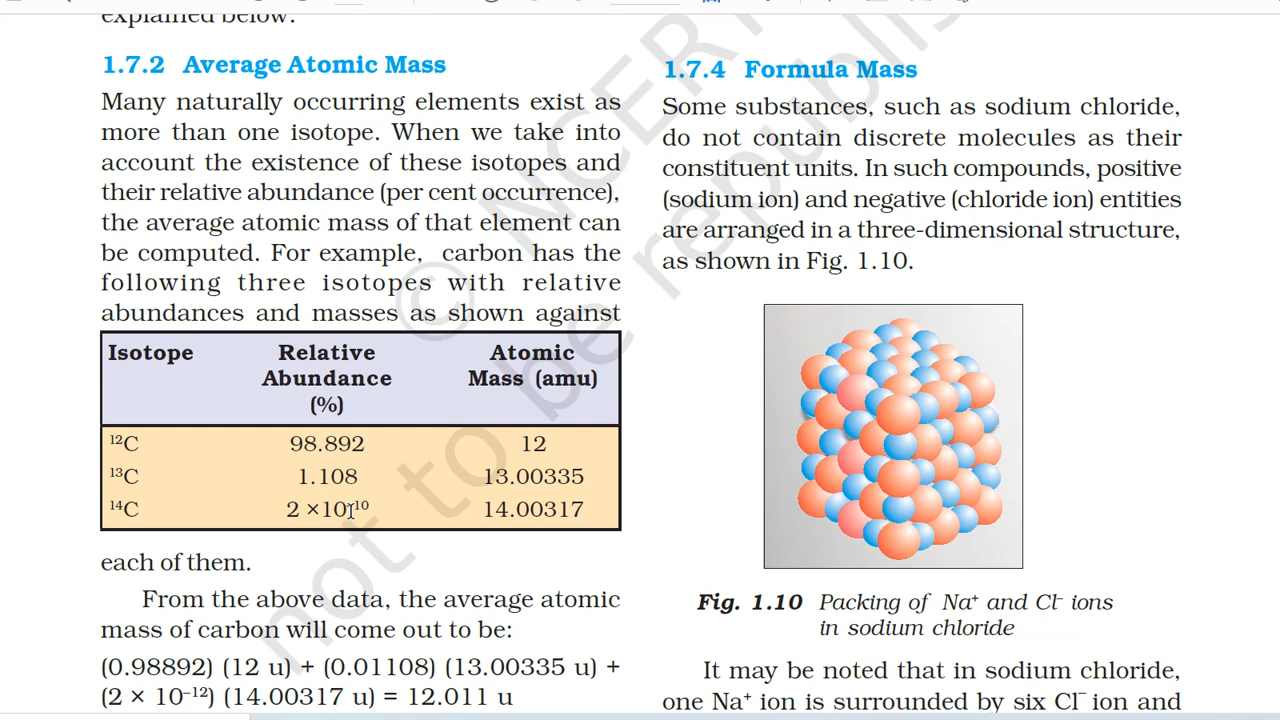 explained below.
1.7.2 Average Atomic Mass
Many naturally occurring elements exist as
more than one isotope. When we take into
account the existence of these isotopes and
their relative abundance (per cent occurrence),
the average atomic mass of that element can
be computed. For example, carbon has the
following three isotopes with relative
abundances and masses as shown against
Isotope Relative Abundance (%) Atomic Mass (amu)
¹²C 98.892 12
¹³C 1.108 13.00335
¹⁴C 2 ×10⁻¹⁰ 14.00317
each of them.
From the above data, the average atomic
mass of carbon will come out to be:
(0.98892) (12 u) + (0.01108) (13.00335 u) +
(2 × 10⁻¹²) (14.00317 u) = 12.011 u
1.7.4 Formula Mass
Some substances, such as sodium chloride,
do not contain discrete molecules as their
constituent units. In such compounds, positive
(sodium ion) and negative (chloride ion) entities
are arranged in a three-dimensional structure,
as shown in Fig. 1.10.
Fig. 1.10 Packing of Na⁺ and Cl⁻ ions
in sodium chloride
It may be noted that in sodium chloride,
one Na⁺ ion is surrounded by six Cl⁻ ion and
© NCERT
not to be republis